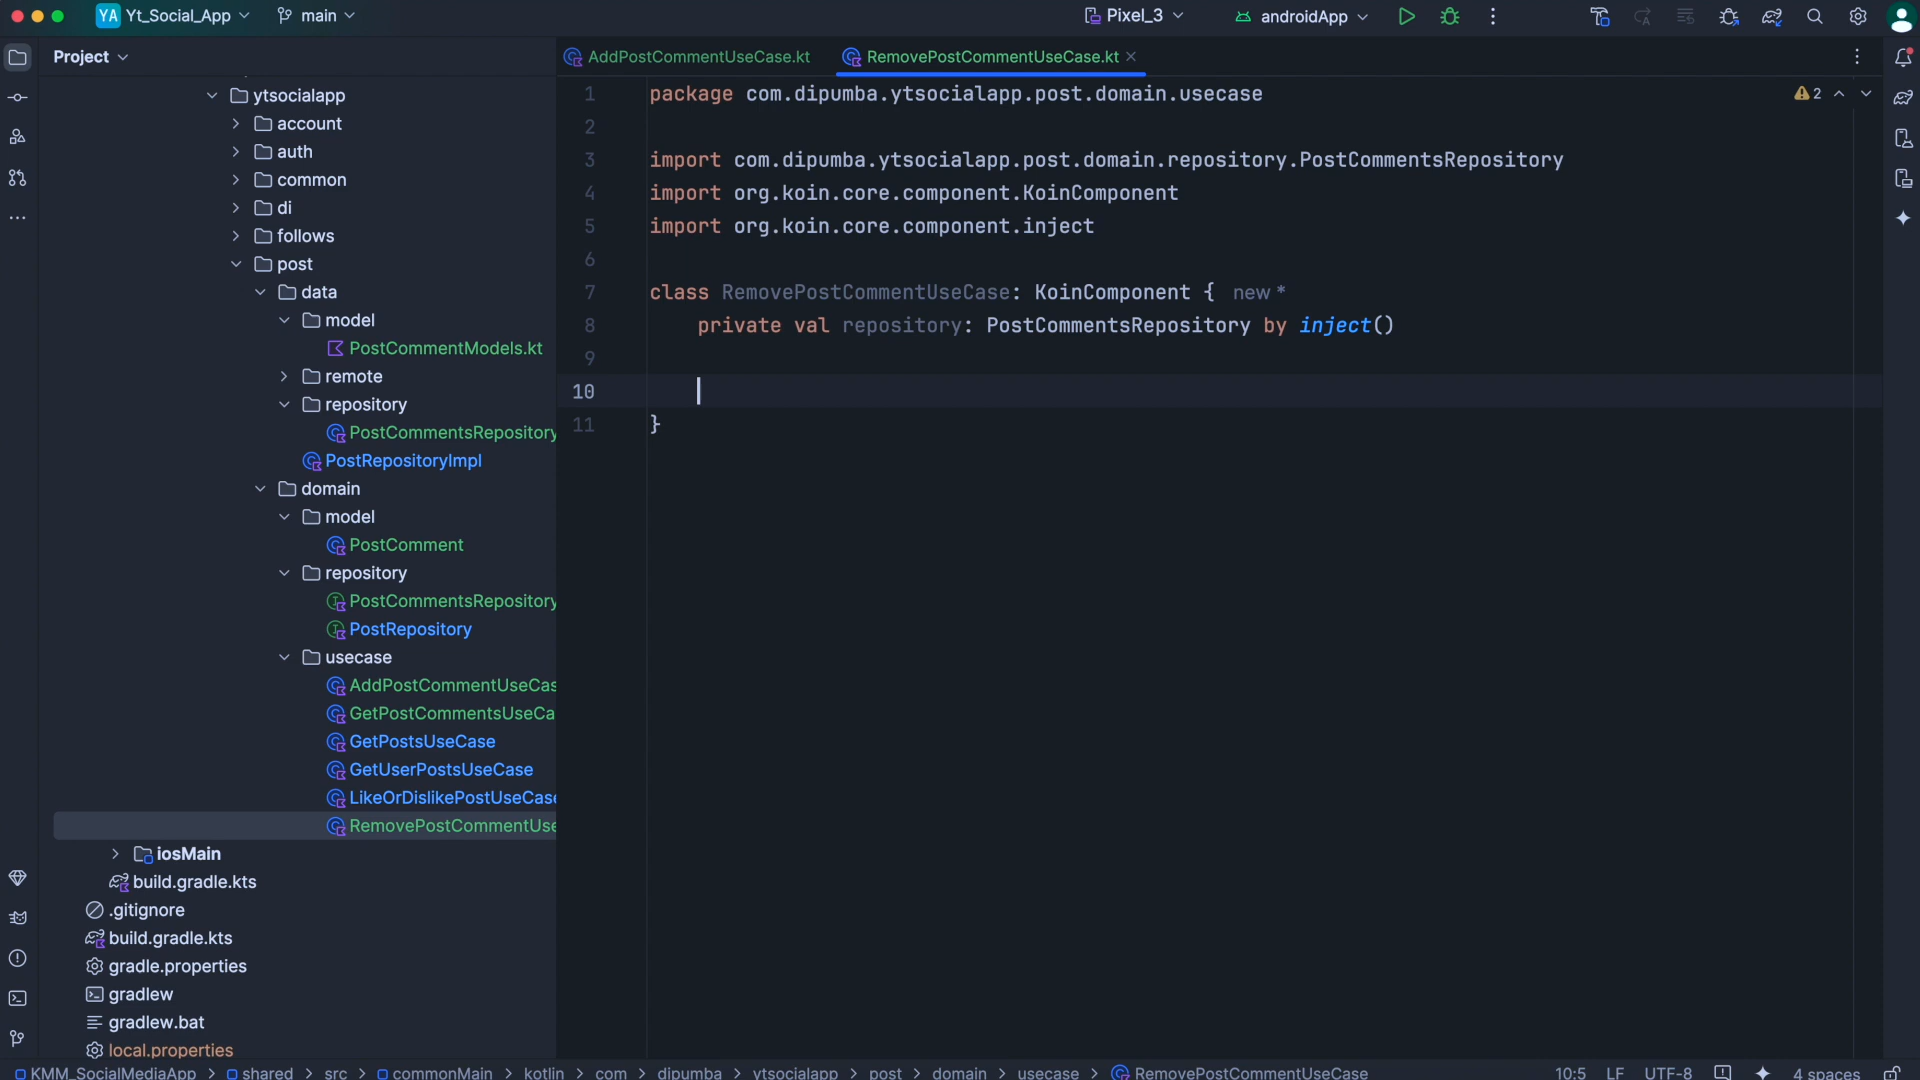 YA Yt_Social_App main Pixel_3 androidApp
Project
AddPostCommentUseCase.kt RemovePostCommentUseCase.kt
ytsocialapp
account
auth
common
di
follows
post
data
model
PostCommentModels.kt
remote
repository
PostCommentsRepository
PostRepositoryImpl
domain
model
PostComment
repository
PostCommentsRepository
PostRepository
usecase
AddPostCommentUseCas
GetPostCommentsUseCa
GetPostsUseCase
GetUserPostsUseCase
LikeOrDislikePostUseCase
RemovePostCommentUse
iosMain
build.gradle.kts
.gitignore
build.gradle.kts
gradle.properties
gradlew
gradlew.bat
local.properties
1 package com.dipumba.ytsocialapp.post.domain.usecase
2
3 import com.dipumba.ytsocialapp.post.domain.repository.PostCommentsRepository
4 import org.koin.core.component.KoinComponent
5 import org.koin.core.component.inject
6
7 class RemovePostCommentUseCase: KoinComponent { new *
8 private val repository: PostCommentsRepository by inject()
9
10
11 }
2
KMM_SocialMediaApp > shared > src > commonMain > kotlin > com > dipumba > ytsocialapp > post > domain > usecase > RemovePostCommentUseCase 10:5 LF UTF-8 4 spaces